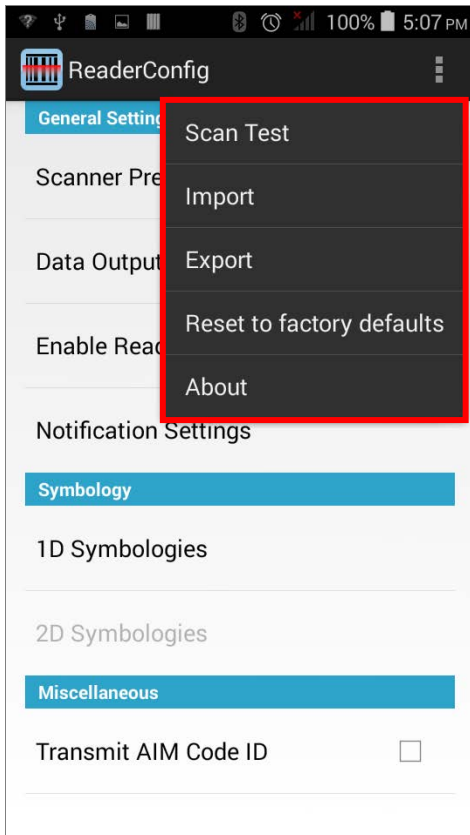 100% 5:07 PM
ReaderConfig
General Setting
Scan Test
Scanner Pre
Import
Data Output
Export
Enable Read
Reset to factory defaults
About
Notification Settings
Symbology
1D Symbologies
2D Symbologies
Miscellaneous
Transmit AIM Code ID